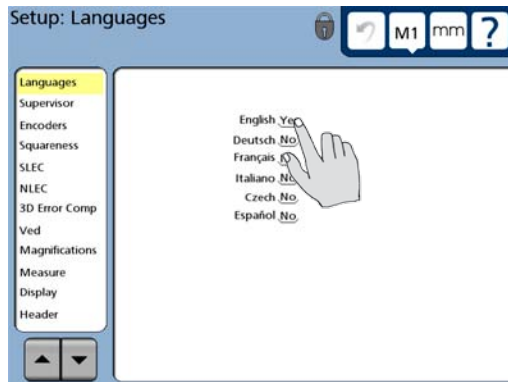 Setup: Languages
M1 mm ?
Languages
Supervisor
Encoders
Squareness
SLEC
NLEC
3D Error Comp
Ved
Magnifications
Measure
Display
Header
English Yes
Deutsch No
Français
Italiano No
Czech No
Español No